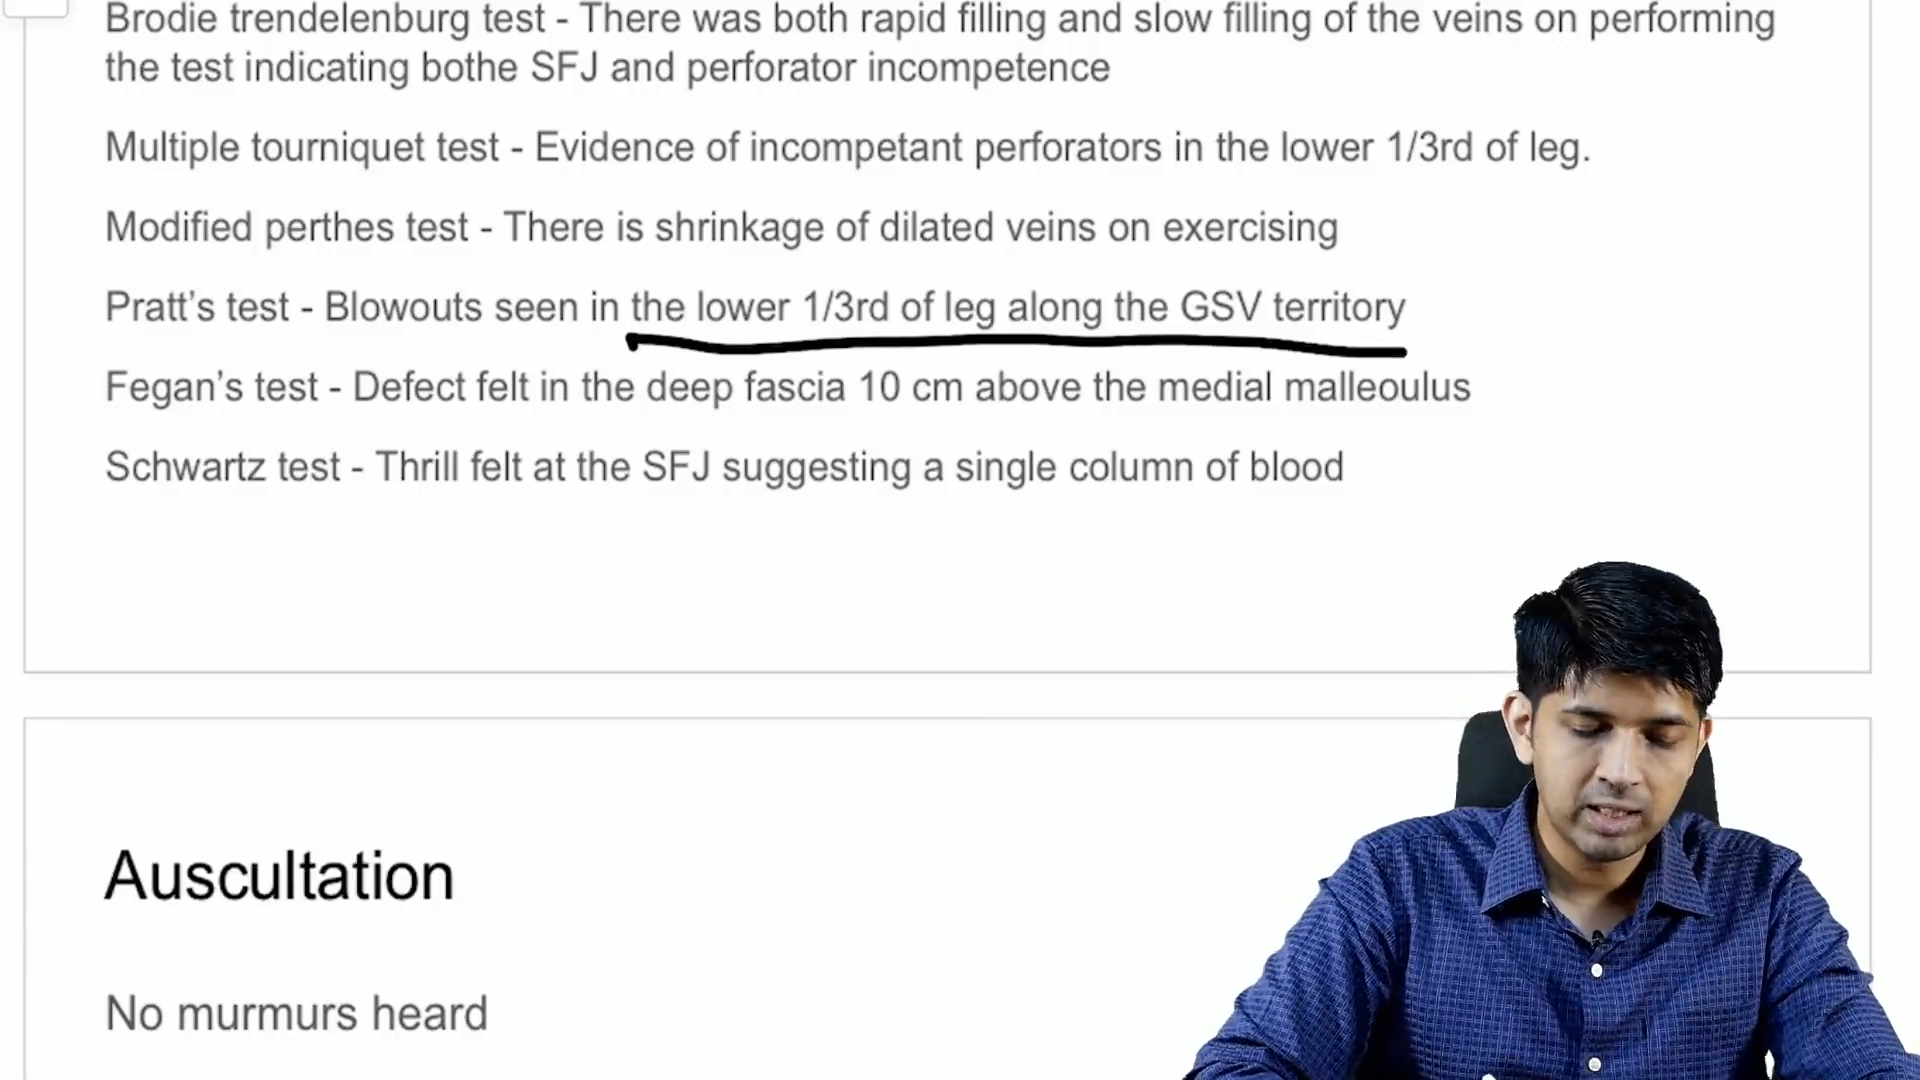 Brodie trendelenburg test - There was both rapid filling and slow filling of the veins on performing
the test indicating bothe SFJ and perforator incompetence
Multiple tourniquet test - Evidence of incompetant perforators in the lower 1/3rd of leg.
Modified perthes test - There is shrinkage of dilated veins on exercising
Pratt’s test - Blowouts seen in the lower 1/3rd of leg along the GSV territory
Fegan’s test - Defect felt in the deep fascia 10 cm above the medial malleoulus
Schwartz test - Thrill felt at the SFJ suggesting a single column of blood
Auscultation
No murmurs heard